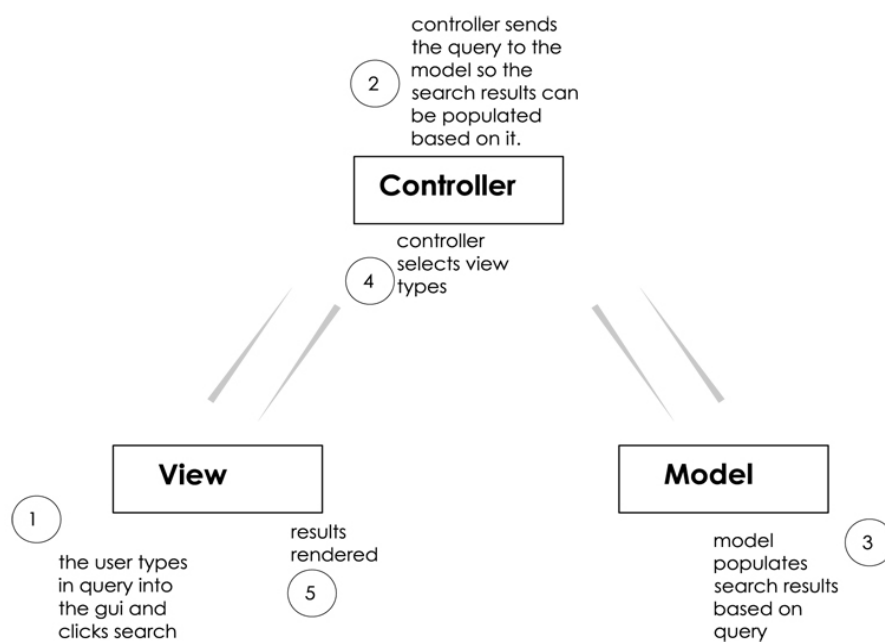 controller sends
the query to the
model so the
search results can
be populated
based on it.
2
Controller
controller
selects view
types
4
View
Model
1
the user types
in query into
the gui and
clicks search
results
rendered
5
3
model
populates
search results
based on
query